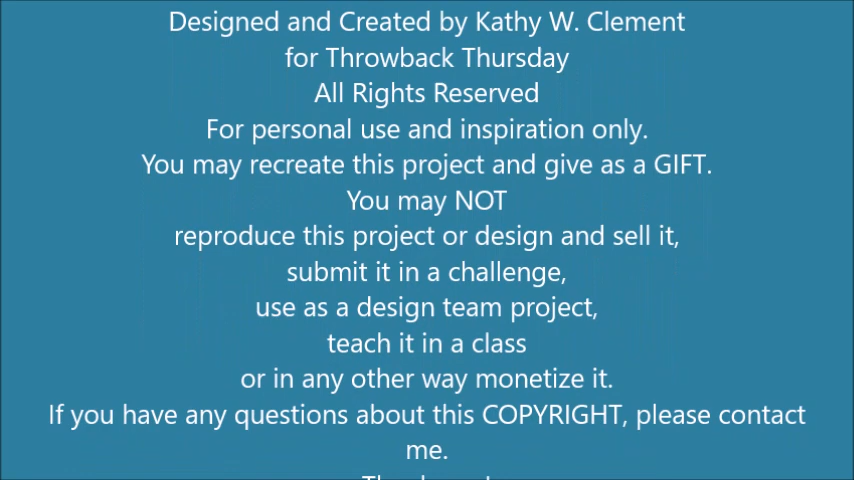 Designed and Created by Kathy W. Clement
for Throwback Thursday
All Rights Reserved
For personal use and inspiration only.
You may recreate this project and give as a GIFT.
You may NOT
reproduce this project or design and sell it,
submit it in a challenge,
use as a design team project,
teach it in a class
or in any other way monetize it.
If you have any questions about this COPYRIGHT, please contact
me.